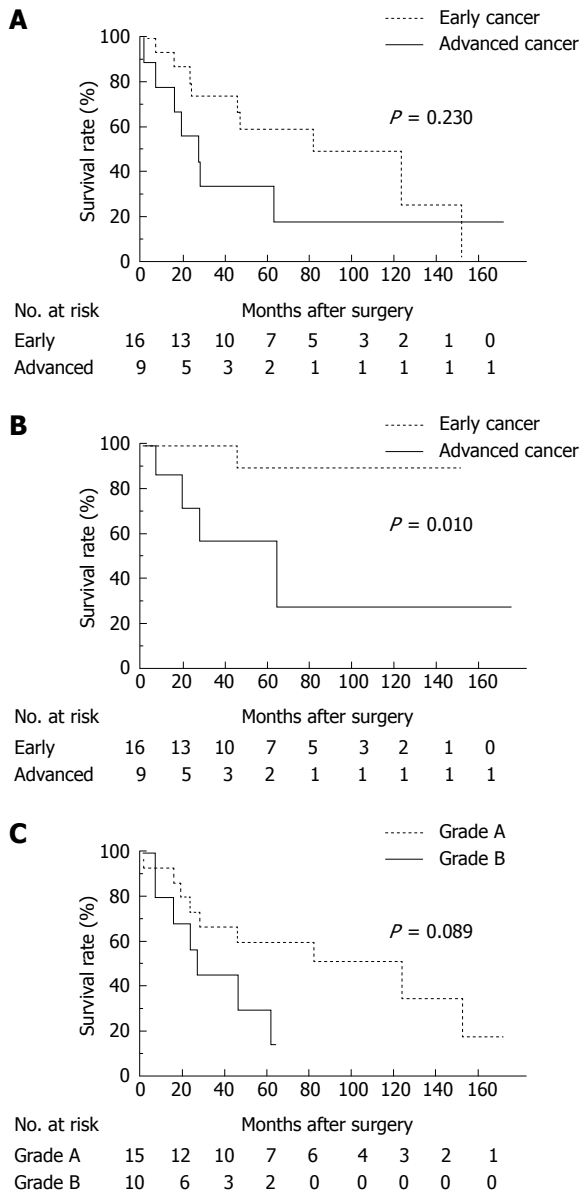 A
Early cancer
Advanced cancer
100
80
60
40
20
0
Survival rate (%)
P = 0.230
0 20 40 60 80 100 120 140 160
No. at risk Months after surgery
Early 16 13 10 7 5 3 2 1 0
Advanced 9 5 3 2 1 1 1 1 1
B
Early cancer
Advanced cancer
100
80
60
40
20
0
Survival rate (%)
P = 0.010
0 20 40 60 80 100 120 140 160
No. at risk Months after surgery
Early 16 13 10 7 5 3 2 1 0
Advanced 9 5 3 2 1 1 1 1 1
C
Grade A
Grade B
100
80
60
40
20
0
Survival rate (%)
P = 0.089
0 20 40 60 80 100 120 140 160
No. at risk Months after surgery
Grade A 15 12 10 7 6 4 3 2 1
Grade B 10 6 3 2 0 0 0 0 0